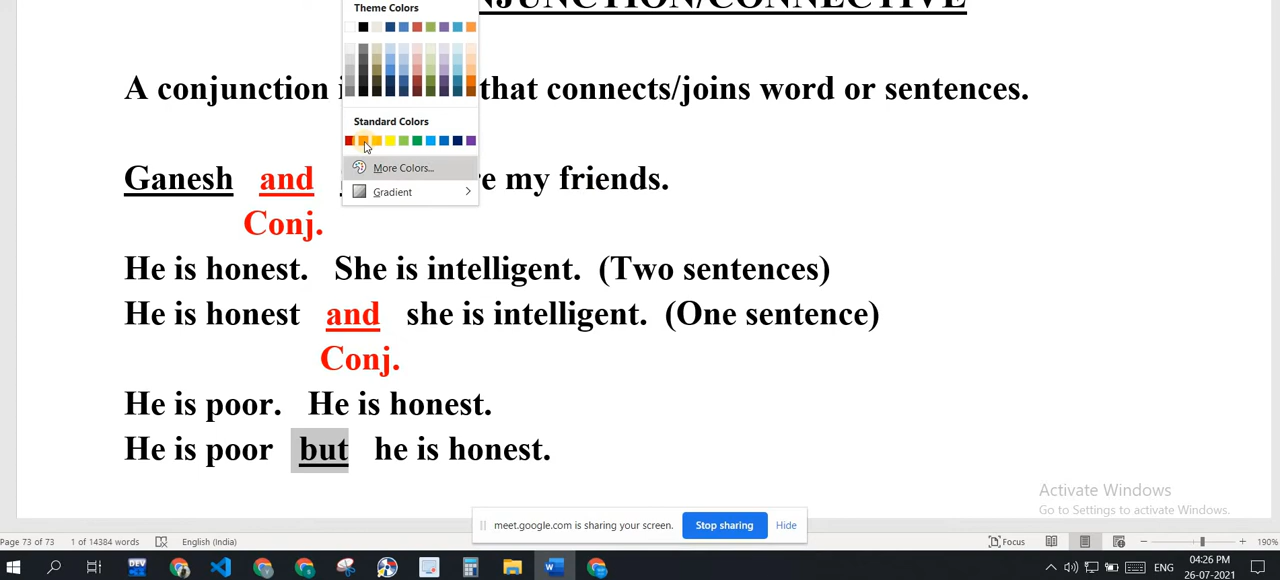 Theme Colors
NJUNCTION/CONNECTIVE
A conjunction i that connects/joins word or sentences.
Standard Colors
More Colors...
Gradient
Ganesh and re my friends.
Conj.
He is honest. She is intelligent. (Two sentences)
He is honest and she is intelligent. (One sentence)
Conj.
He is poor. He is honest.
He is poor but he is honest.
Activate Windows
Go to Settings to activate Windows.
meet.google.com is sharing your screen. Stop sharing Hide
Page 73 of 73 1 of 14384 words English (India) Focus 190%
DEV W ENG 04:26 PM
26-07-2021